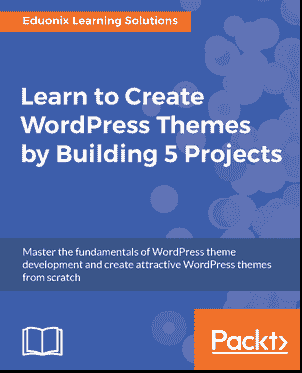 Eduonix Learning Solutions
Learn to Create
WordPress Themes
by Building 5 Projects
Master the fundamentals of WordPress theme
development and create attractive WordPress themes
from scratch
Packt>